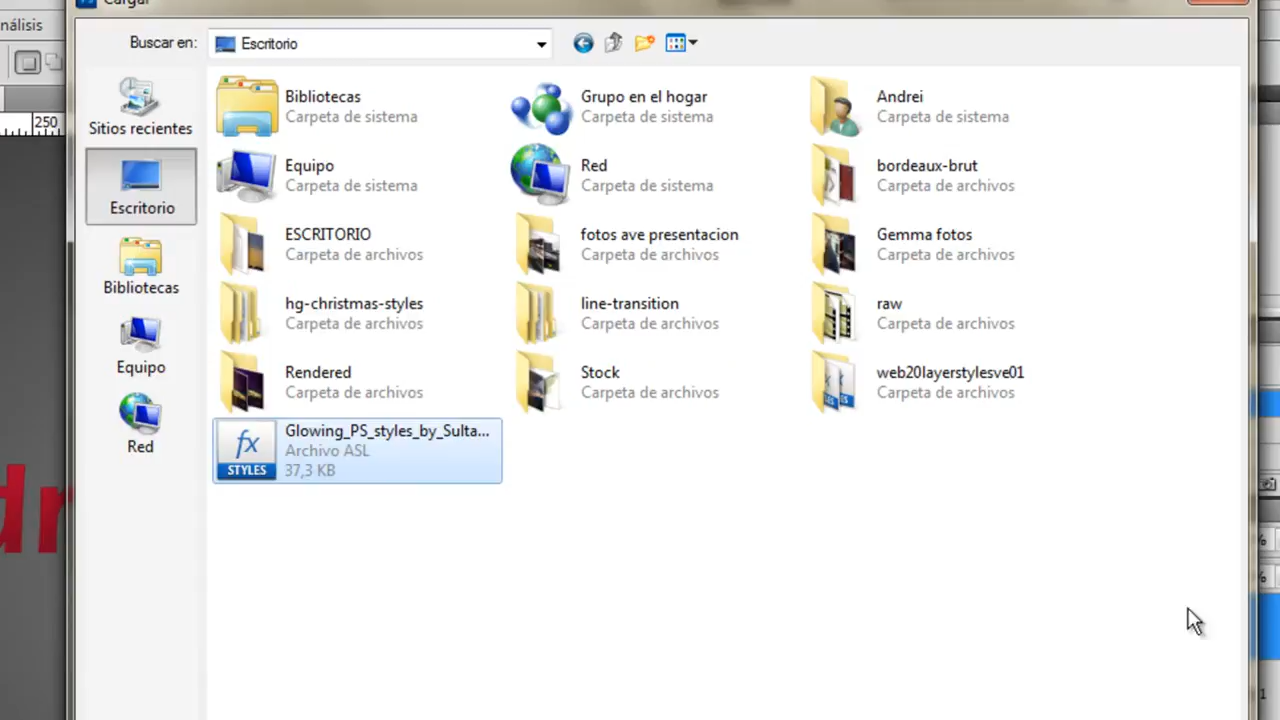 Cargar
nálisis
Buscar en:
Escritorio
250
Sitios recientes
Escritorio
Bibliotecas
Equipo
Red
Bibliotecas
Carpeta de sistema
Grupo en el hogar
Carpeta de sistema
Andrei
Carpeta de sistema
Equipo
Carpeta de sistema
Red
Carpeta de sistema
bordeaux-brut
Carpeta de archivos
ESCRITORIO
Carpeta de archivos
fotos ave presentacion
Carpeta de archivos
Gemma fotos
Carpeta de archivos
hg-christmas-styles
Carpeta de archivos
line-transition
Carpeta de archivos
raw
Carpeta de archivos
Rendered
Carpeta de archivos
Stock
Carpeta de archivos
web20layerstylesve01
Carpeta de archivos
fx
STYLES
Glowing_PS_styles_by_Sulta...
Archivo ASL
37,3 KB
dr
%
%
1